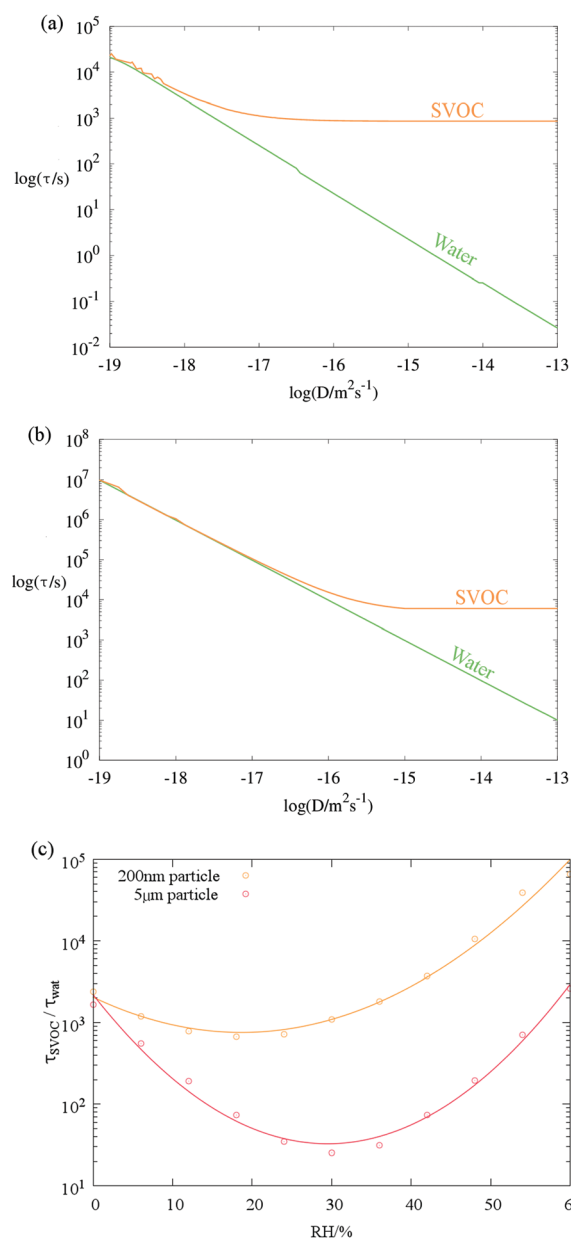 (a)
10^5
10^4
10^3
10^2
10^1
10^0
10^-1
10^-2
log(τ/s)
SVOC
Water
-19 -18 -17 -16 -15 -14 -13
log(D/m²s⁻¹)
(b)
10^8
10^7
10^6
10^5
10^4
10^3
10^2
10^1
10^0
log(τ/s)
SVOC
Water
-19 -18 -17 -16 -15 -14 -13
log(D/m²s⁻¹)
(c)
200nm particle
5μm particle
10^5
10^4
10^3
10^2
10^1
τSVOC / τwat
0 10 20 30 40 50 6
RH/%